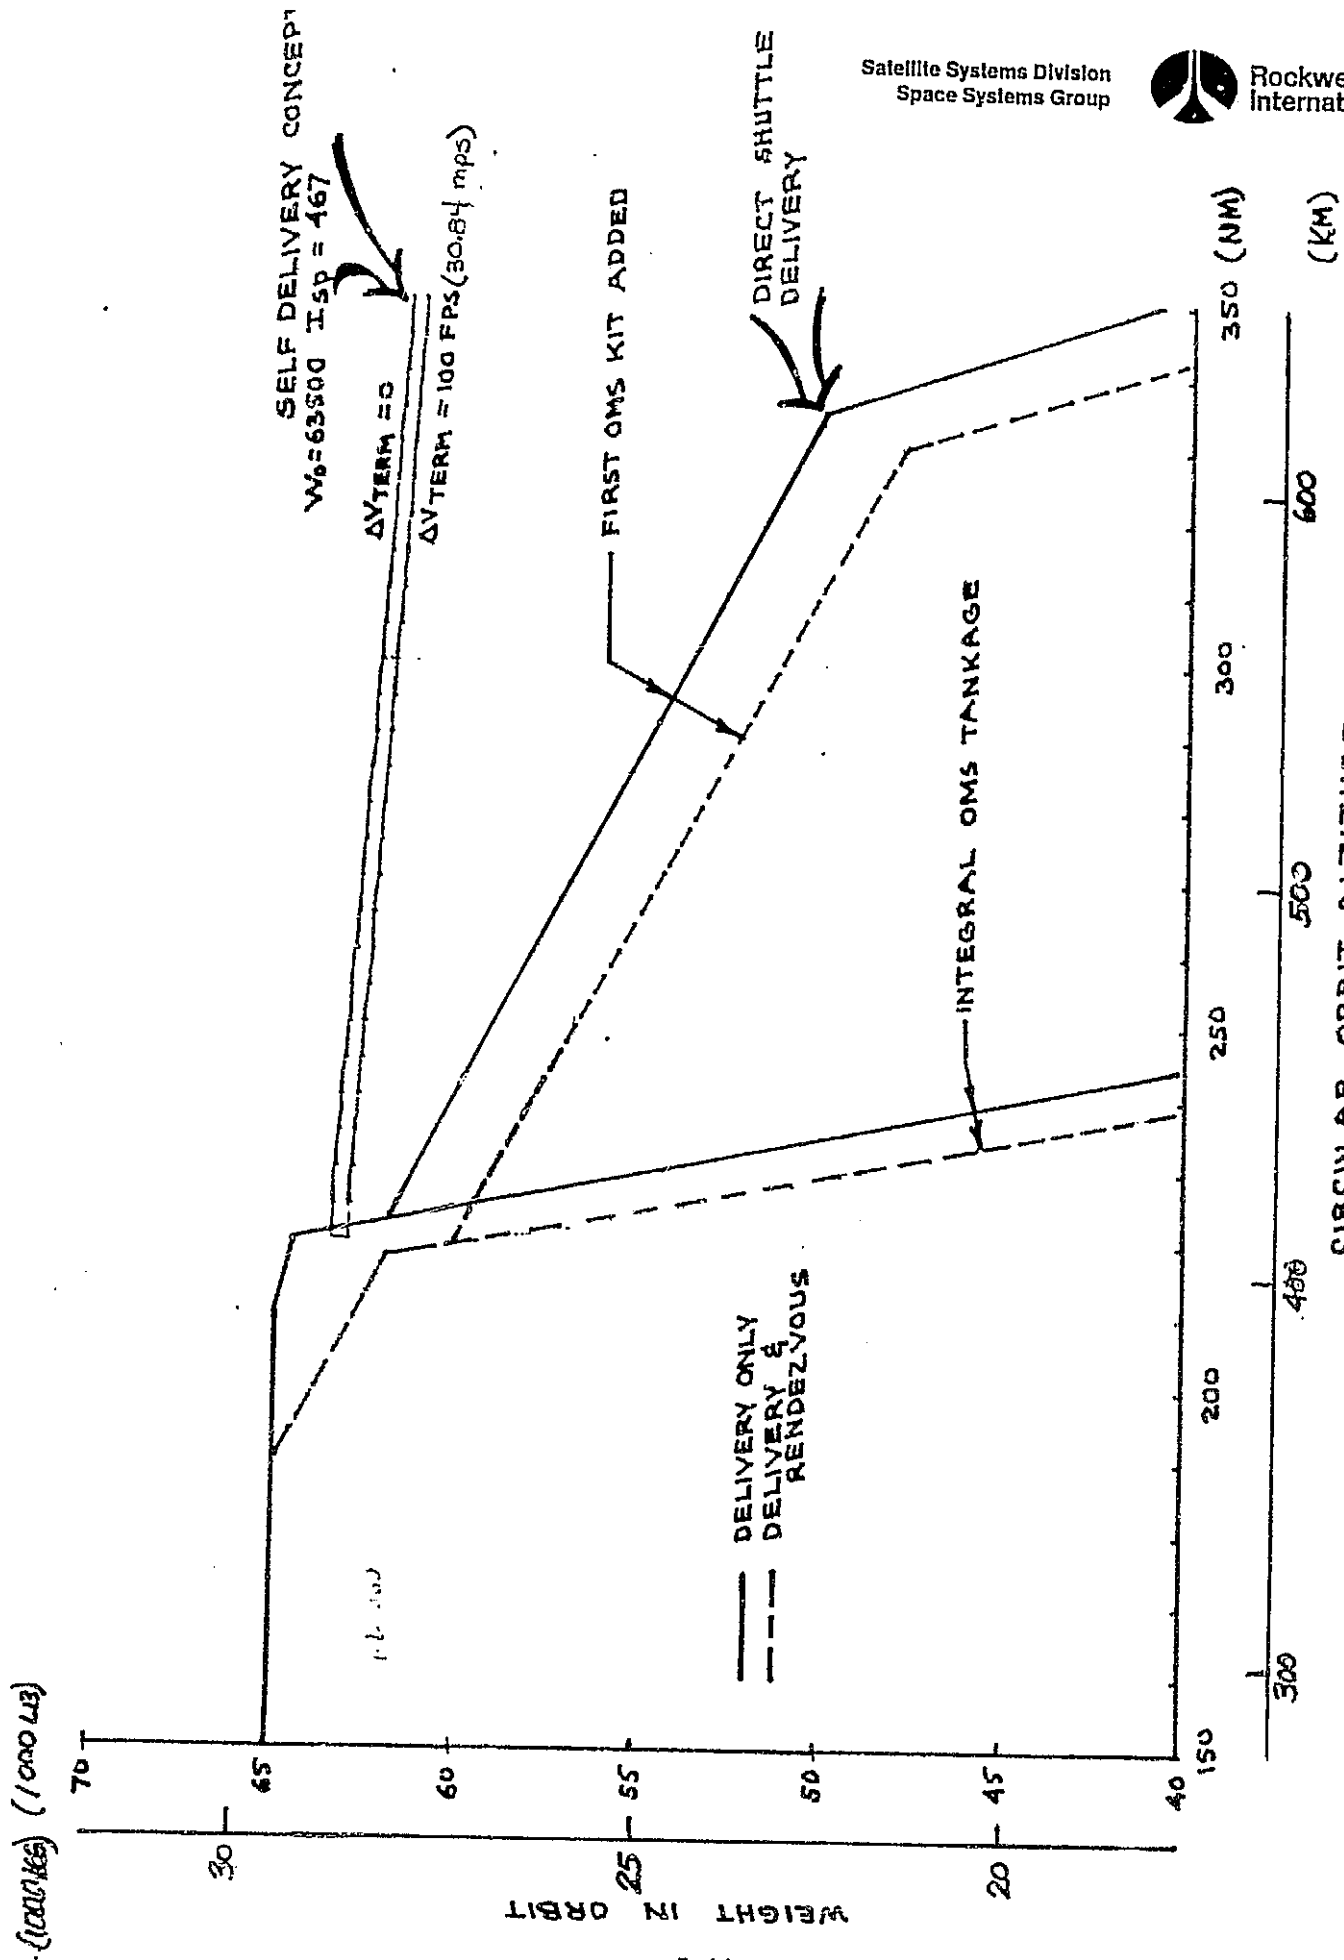 Satellite Systems Division
Space Systems Group
Rockwe
Internat
SELF DELIVERY CONCEPT
W₀=63500 Isp = 467
ΔVTERM = 0
ΔVTERM = 100 FPS (30.84 mps)
FIRST OMS KIT ADDED
DIRECT SHUTTLE
DELIVERY
INTEGRAL OMS TANKAGE
DELIVERY ONLY
DELIVERY &
RENDEZVOUS
(1000 KG) (1000 LB)
70
65
60
55
50
45
40
30
25
20
WEIGHT IN ORBIT
150
200
250
300
350 (NM)
300
400
500
600
(KM)